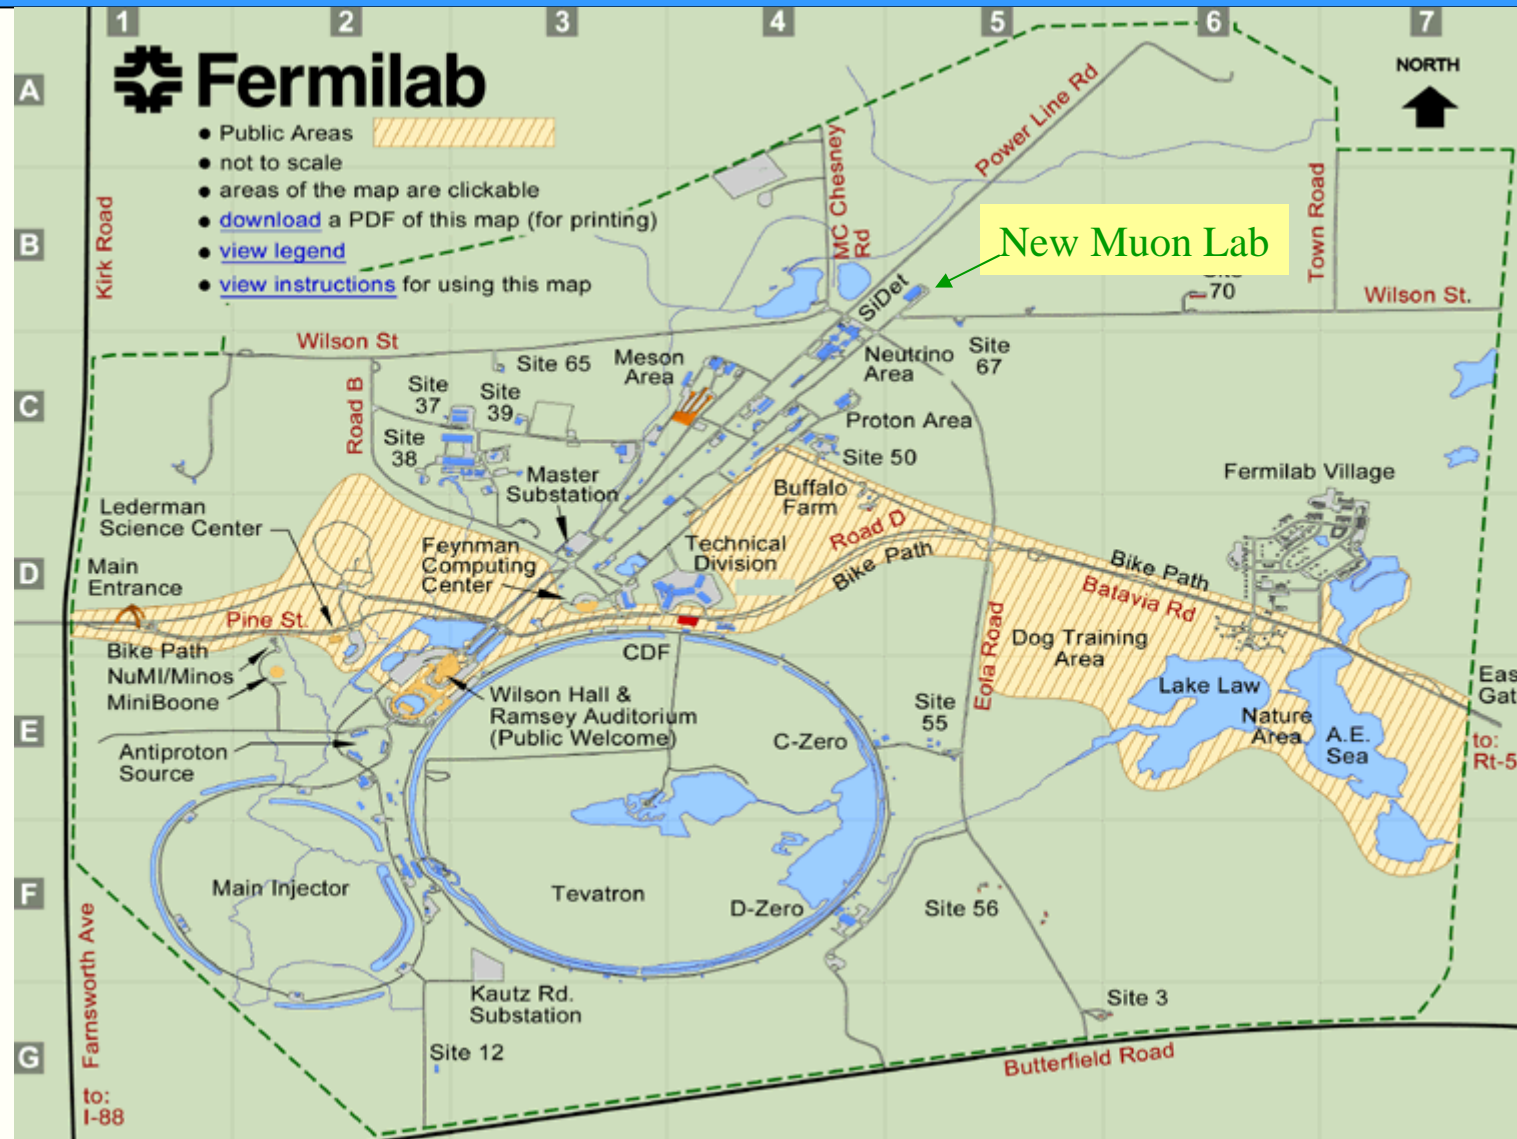 1 2 3 4 5 6 7
A
B
C
D
E
F
G
Fermilab
• Public Areas
• not to scale
• areas of the map are clickable
• download a PDF of this map (for printing)
• view legend
• view instructions for using this map
NORTH
Kirk Road
MC Chesney
Rd
Power Line Rd
Town Road
New Muon Lab
SiDet
70
Wilson St.
Wilson St
Site 65
Meson
Area
Neutrino
Area
Site
67
Road B
Site
37
Site
39
Site
38
Proton Area
Site 50
Master
Substation
Buffalo
Farm
Fermilab Village
Lederman
Science Center
Road D
Feynman
Computing
Center
Technical
Division
Bike Path
Main
Entrance
Bike Path
Batavia Rd
Pine St.
Eola Road
Dog Training
Area
Bike Path
NuMI/Minos
MiniBoone
CDF
Wilson Hall &
Ramsey Auditorium
(Public Welcome)
Site
55
Lake Law
Nature
Area
A.E.
Sea
Eas
Gat
to:
Rt-5
Antiproton
Source
C-Zero
Main Injector
Tevatron
D-Zero
Site 56
Farnsworth Ave
Kautz Rd.
Substation
Site 3
Site 12
Butterfield Road
to:
I-88